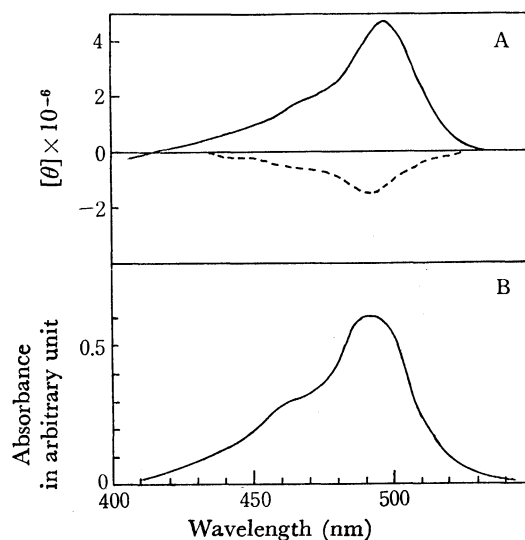 A
4
2
0
−2
[θ] × 10⁻⁶
B
0.5
0
Absorbance
in arbitrary unit
400 450 500
Wavelength (nm)